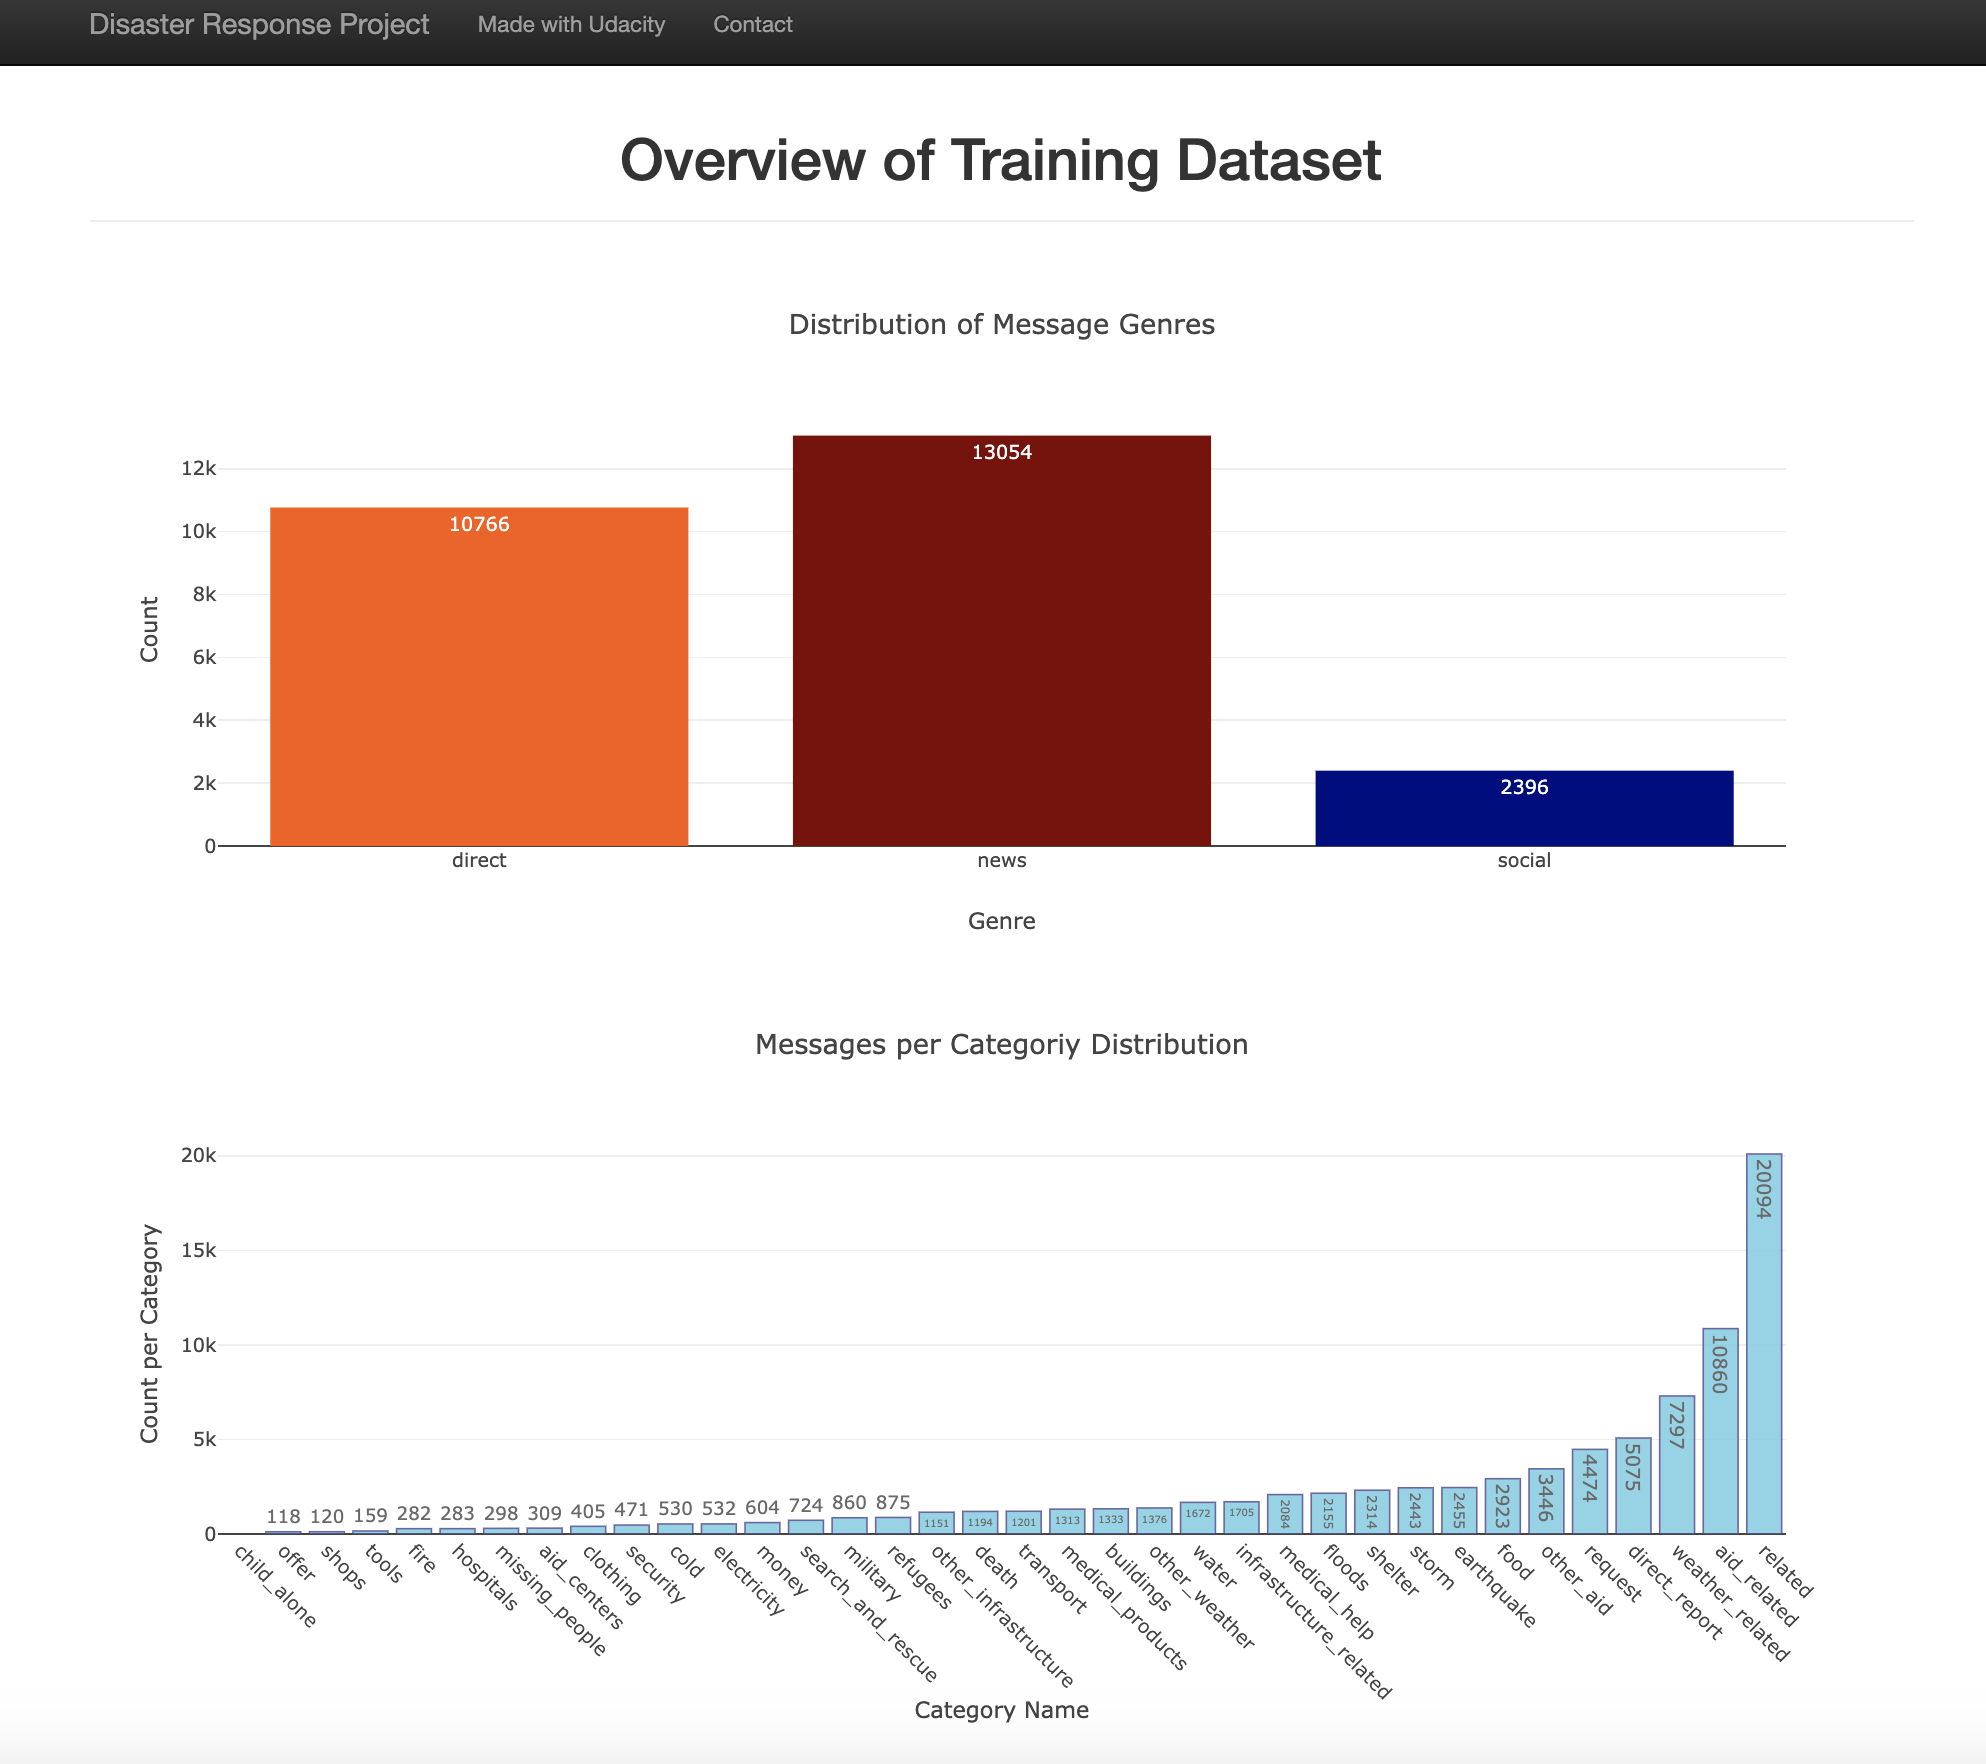 Disaster Response Project Made with Udacity Contact
Overview of Training Dataset
Distribution of Message Genres
12k
10k
8k
6k
4k
2k
0
Count
10766
13054
2396
direct news social
Genre
Messages per Categoriy Distribution
20k
15k
10k
5k
0
Count per Category
118 120 159 282 283 298 309 405 471 530 532 604 724 860 875 1151 1194 1201 1313 1333 1376 1672 1705 2084 2155 2314 2443 2455 2923 3446 4474 5075 7297 10860 20094
child_alone offer shops tools fire hospitals missing_people aid_centers clothing security cold electricity money search_and_rescue military refugees other_infrastructure death transport medical_products buildings other_weather water infrastructure_related medical_help floods shelter storm earthquake food other_aid request direct_report weather_related aid_related related
Category Name